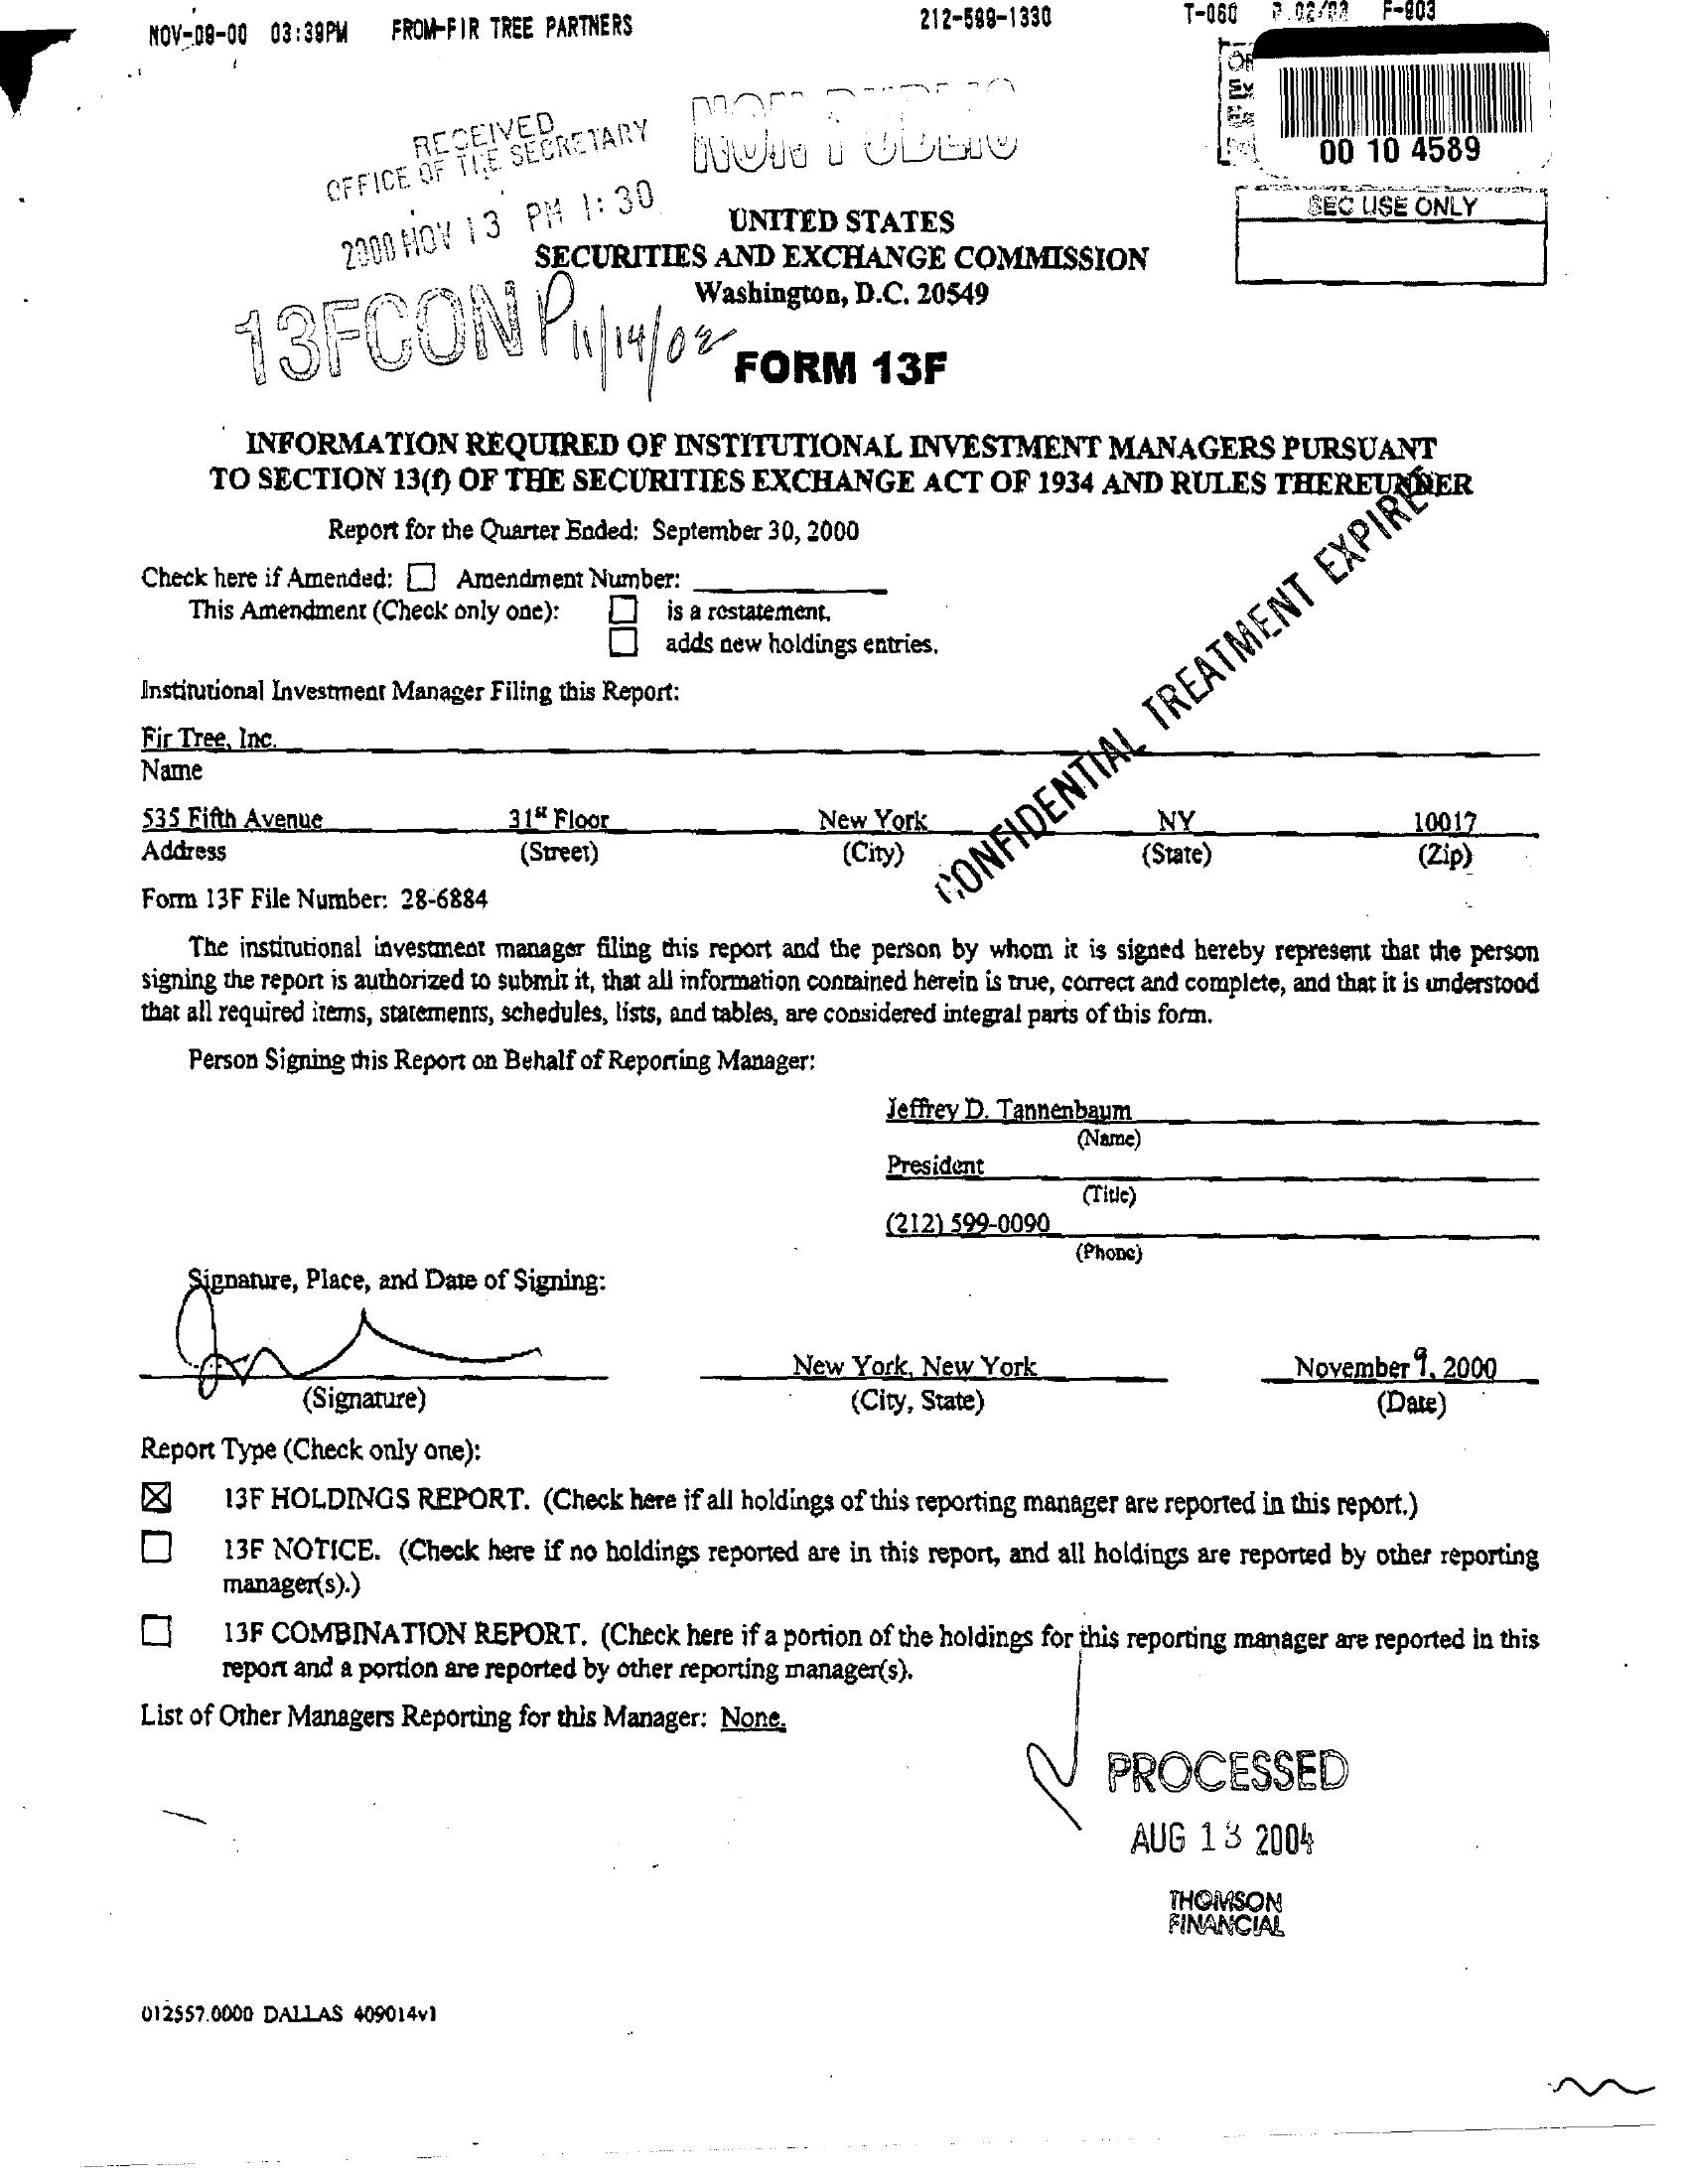 NOV-09-00 03:39PM FROM-FIR TREE PARTNERS 212-599-1330 T-060 P.02/03 F-903
RECEIVED
OFFICE OF THE SECRETARY
2000 NOV 13 PM 1:30
NON PUBLIC
00 10 4589
SEC USE ONLY
UNITED STATES
SECURITIES AND EXCHANGE COMMISSION
Washington, D.C. 20549
13FCONP 11/14/02
FORM 13F
INFORMATION REQUIRED OF INSTITUTIONAL INVESTMENT MANAGERS PURSUANT
TO SECTION 13(f) OF THE SECURITIES EXCHANGE ACT OF 1934 AND RULES THEREUNDER
Report for the Quarter Ended: September 30, 2000
Check here if Amended: Amendment Number:
This Amendment (Check only one): is a restatement.
adds new holdings entries.
CONFIDENTIAL TREATMENT EXPIRED
Institutional Investment Manager Filing this Report:
Fir Tree, Inc.
Name
535 Fifth Avenue 31st Floor New York NY 10017
Address (Street) (City) (State) (Zip)
Form 13F File Number: 28-6884
The institutional investment manager filing this report and the person by whom it is signed hereby represent that the person
signing the report is authorized to submit it, that all information contained herein is true, correct and complete, and that it is understood
that all required items, statements, schedules, lists, and tables, are considered integral parts of this form.
Person Signing this Report on Behalf of Reporting Manager:
Jeffrey D. Tannenbaum
(Name)
President
(Title)
(212) 599-0090
(Phone)
Signature, Place, and Date of Signing:
New York, New York November 9, 2000
(Signature) (City, State) (Date)
Report Type (Check only one):
13F HOLDINGS REPORT. (Check here if all holdings of this reporting manager are reported in this report.)
13F NOTICE. (Check here if no holdings reported are in this report, and all holdings are reported by other reporting
manager(s).)
13F COMBINATION REPORT. (Check here if a portion of the holdings for this reporting manager are reported in this
report and a portion are reported by other reporting manager(s).
List of Other Managers Reporting for this Manager: None.
PROCESSED
AUG 13 2004
THOMSON
FINANCIAL
012557.0000 DALLAS 409014v1